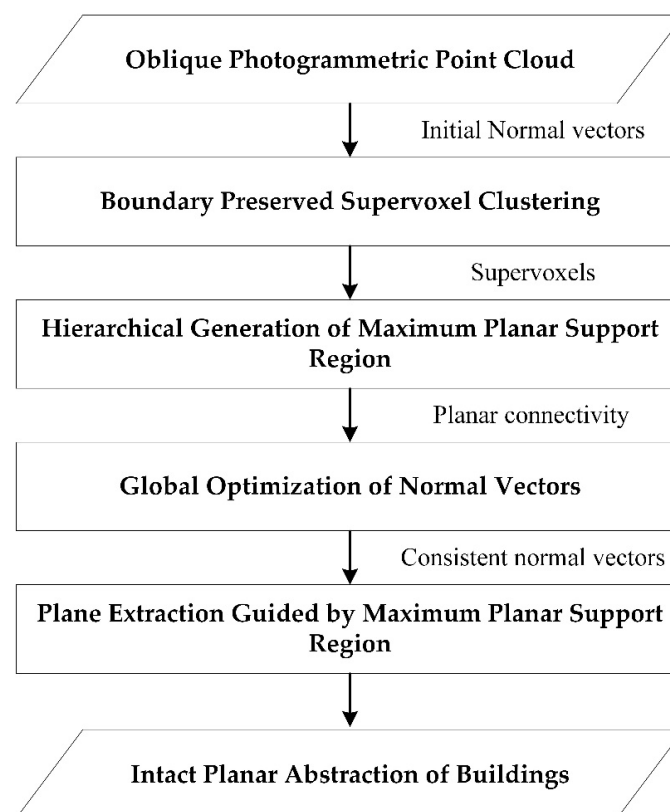 Oblique Photogrammetric Point Cloud
Initial Normal vectors
Boundary Preserved Supervoxel Clustering
Supervoxels
Hierarchical Generation of Maximum Planar Support
Region
Planar connectivity
Global Optimization of Normal Vectors
Consistent normal vectors
Plane Extraction Guided by Maximum Planar Support
Region
Intact Planar Abstraction of Buildings